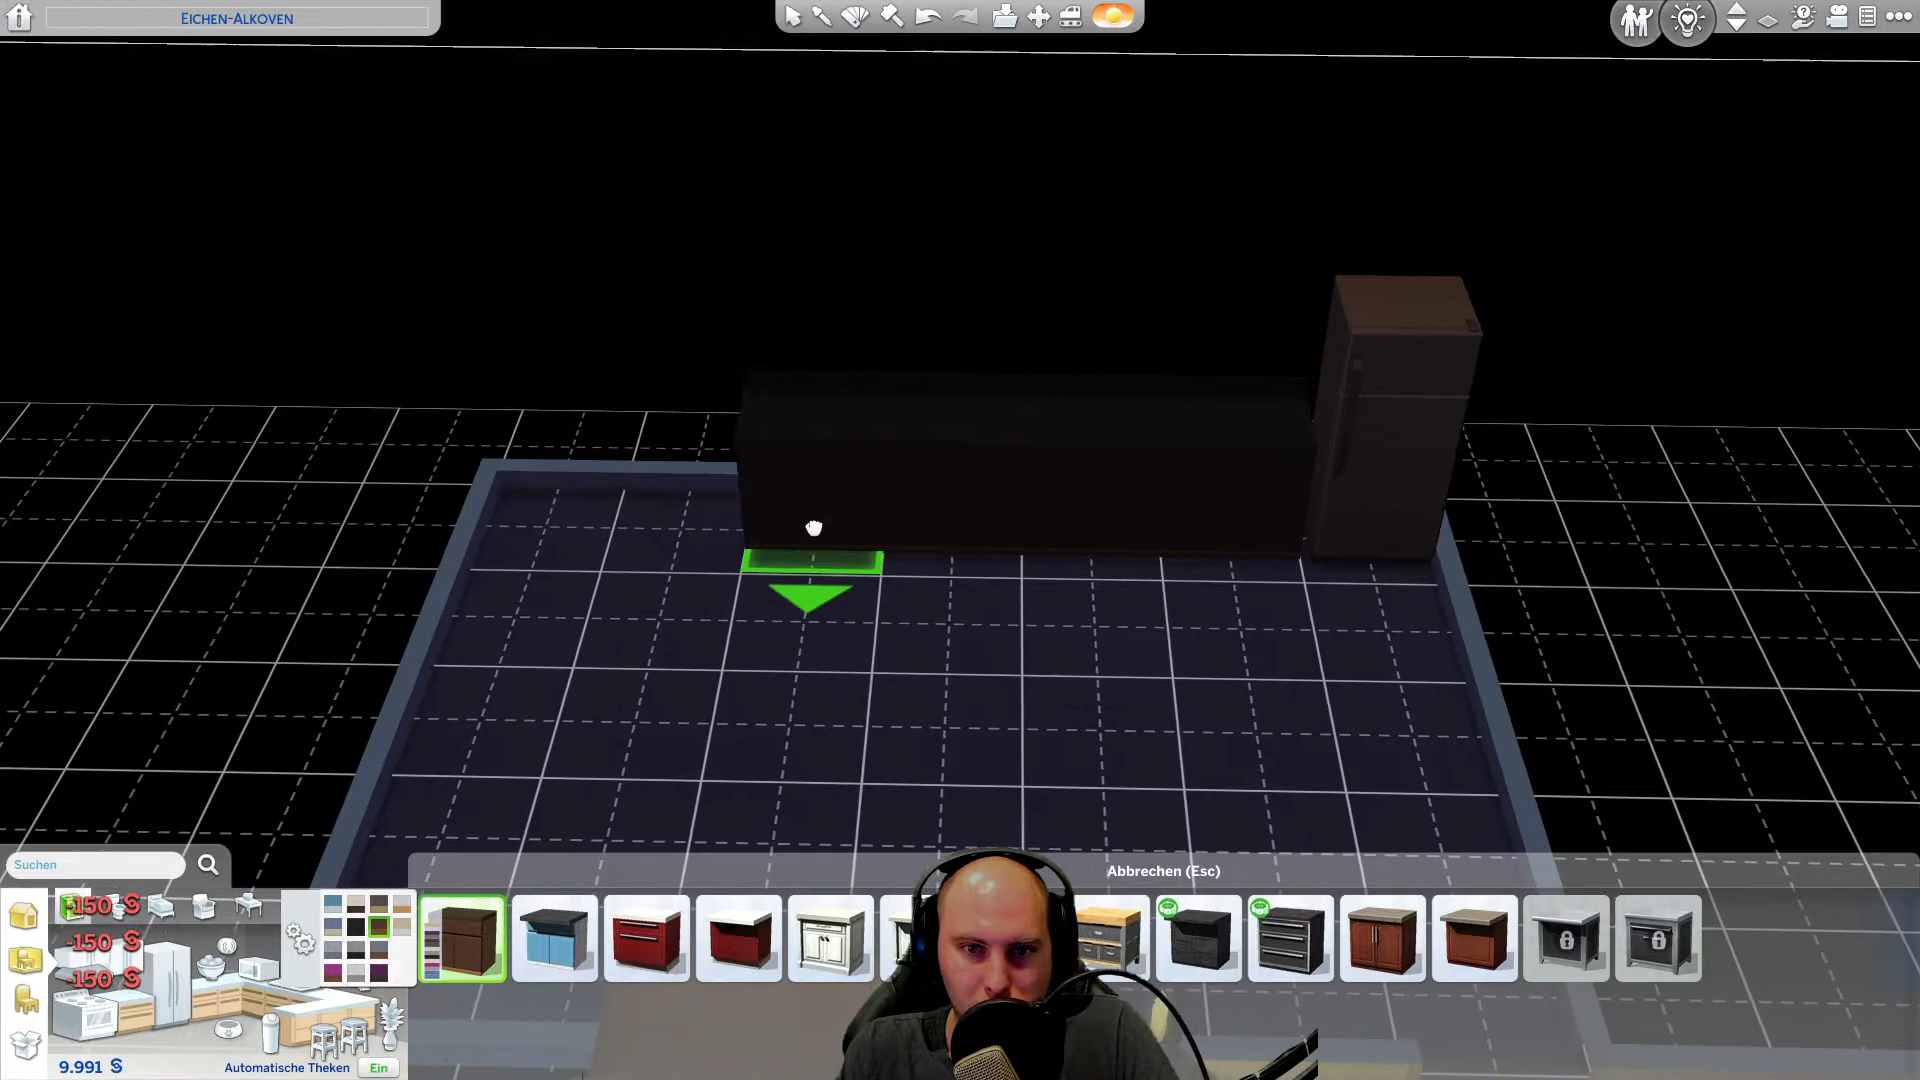 Eichen-Alkoven
Abbrechen (Esc)
Suchen
-150
-150
-150
9.991
Automatische Theken
Ein